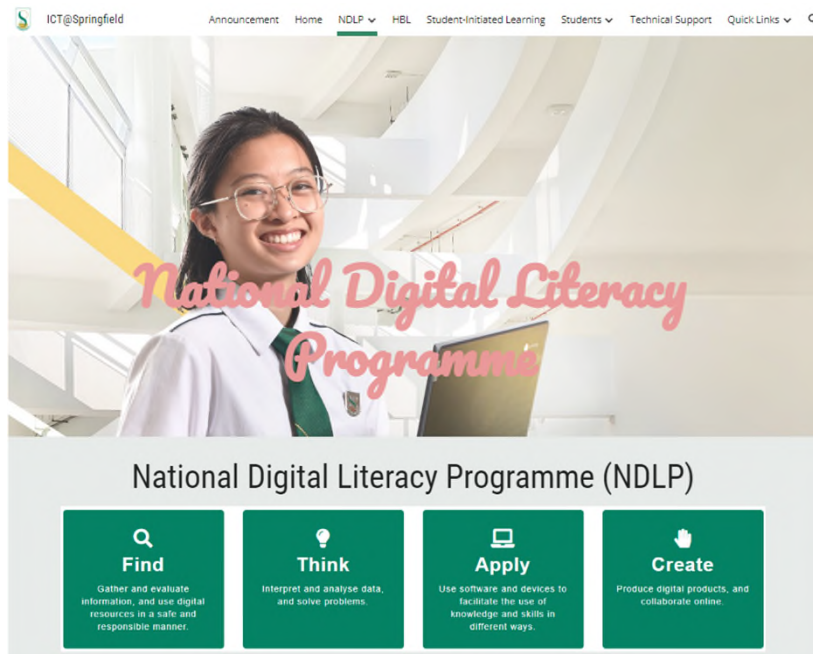 ICT@Springfield
Announcement Home NDLP HBL Student-Initiated Learning Students Technical Support Quick Links
National Digital Literacy
Programme
National Digital Literacy Programme (NDLP)
Find
Gather and evaluate
information, and use digital
resources in a safe and
responsible manner.
Think
Interpret and analyse data,
and solve problems.
Apply
Use software and devices to
facilitate the use of
knowledge and skills in
different ways.
Create
Produce digital products, and
collaborate online.